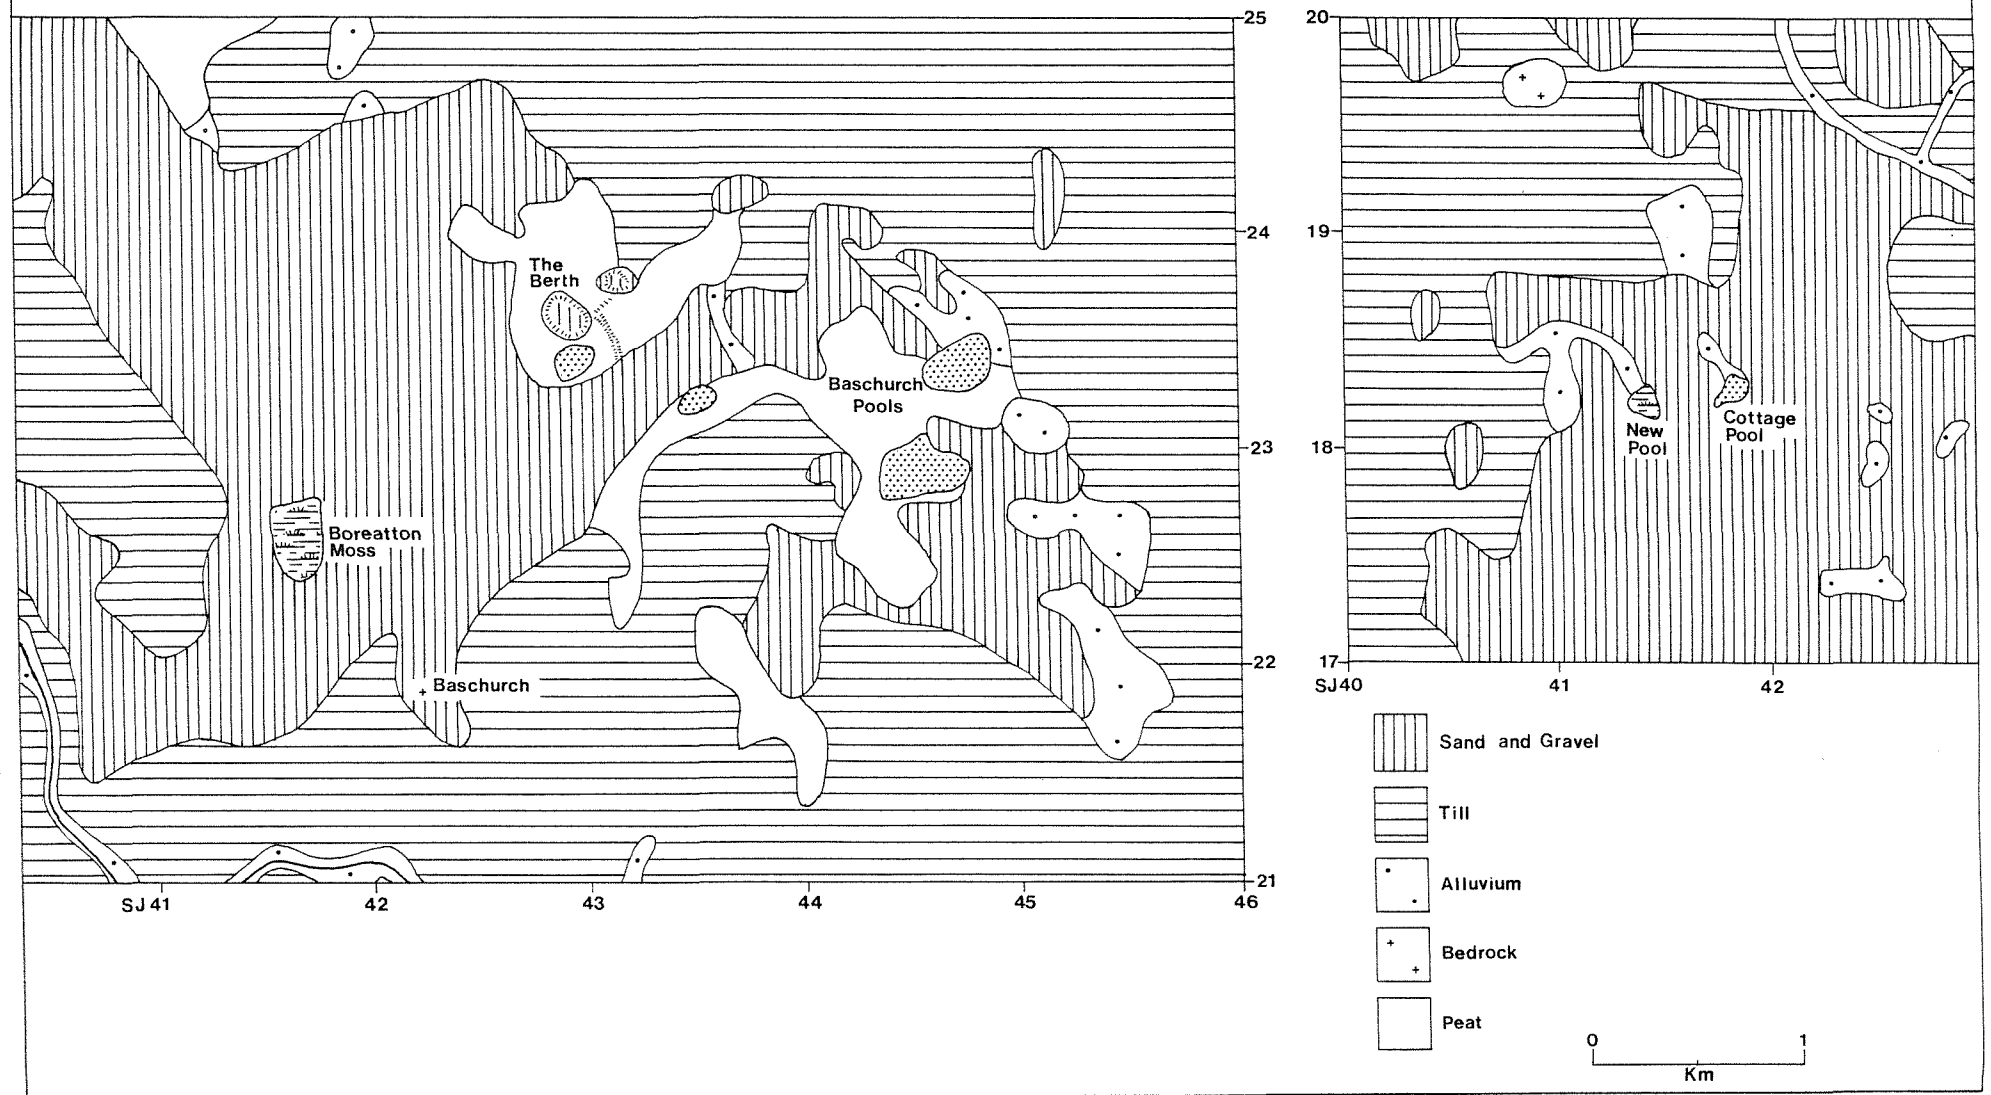 25
24
23
22
21
The
Berth
Baschurch
Pools
Boreatton
Moss
Baschurch
SJ 41
42
43
44
45
46
20
19
18
17
New
Pool
Cottage
Pool
SJ 40
41
42
Sand and Gravel
Till
Alluvium
Bedrock
Peat
0 1
Km